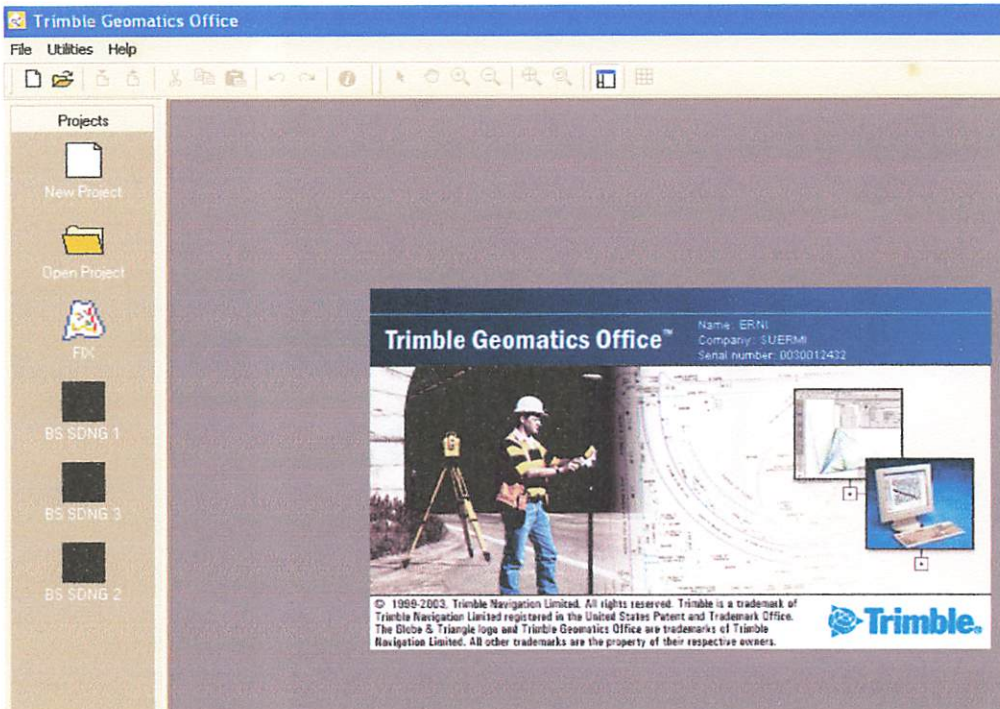 Trimble Geomatics Office
File Utilities Help
Projects
New Project
Open Project
FIX
BS SDNG 1
BS SDNG 3
BS SDNG 2
Trimble Geomatics Office™
Name: ERNI
Company: SUERMI
Serial number: 0030012432
© 1999-2003, Trimble Navigation Limited. All rights reserved. Trimble is a trademark of
Trimble Navigation Limited registered in the United States Patent and Trademark Office.
The Globe & Triangle logo and Trimble Geomatics Office are trademarks of Trimble
Navigation Limited. All other trademarks are the property of their respective owners.
Trimble®